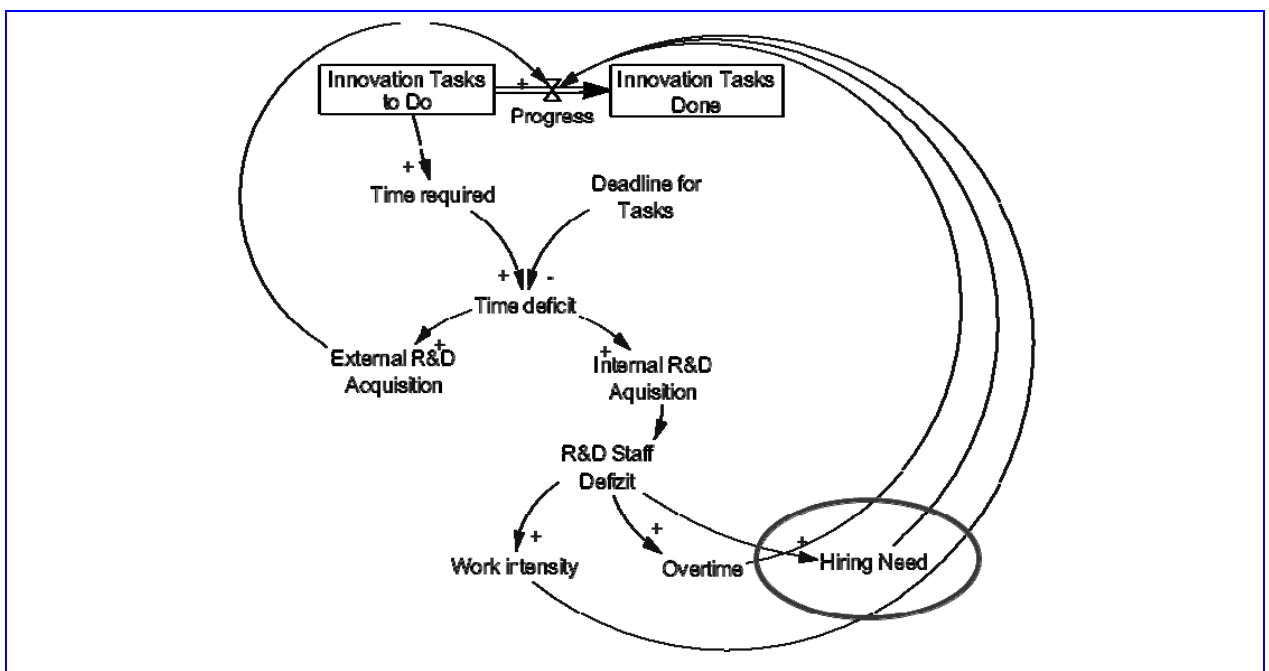 Innovation Tasks
to Do
+
Progress
Innovation Tasks
Done
+
Time required
Deadline for
Tasks
+
-
Time deficit
+
External R&D
Acquisition
+
Internal R&D
Aquisition
R&D Staff
Defizit
+
Work intensity
+
Overtime
+
Hiring Need